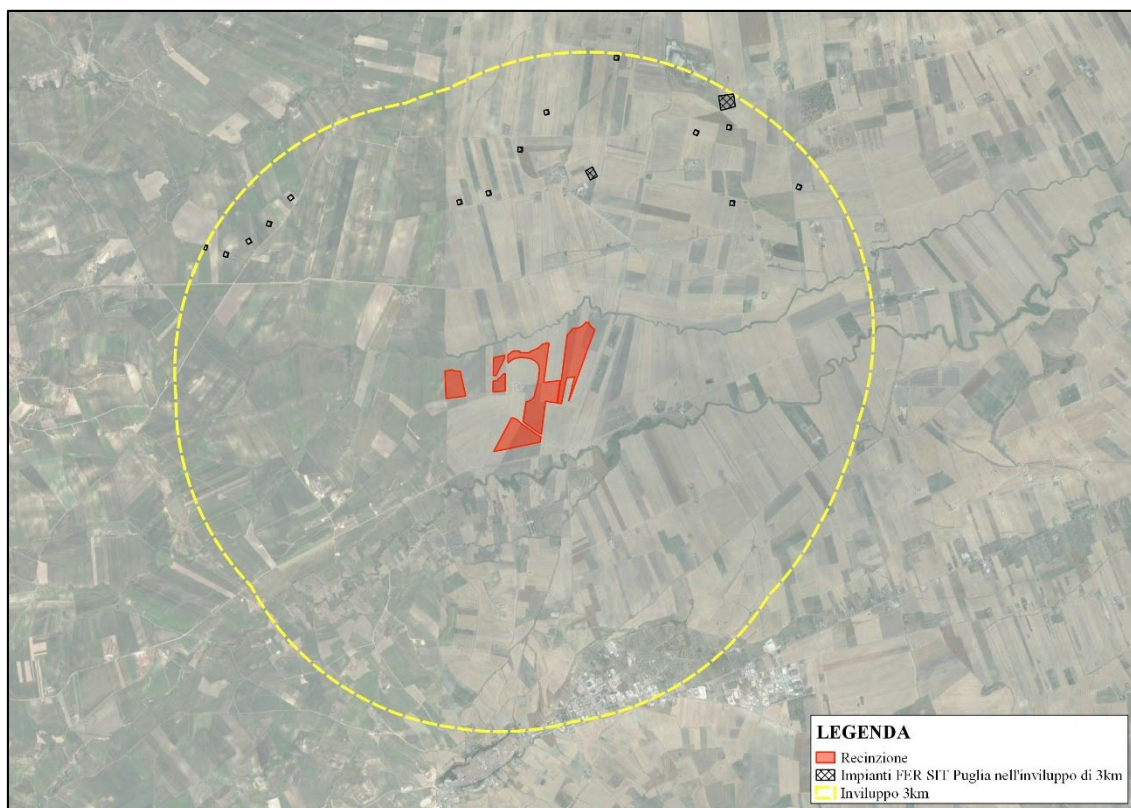 LEGENDA
Recinzione
Impianti FER SIT Puglia nell'inviluppo di 3km
Inviluppo 3km